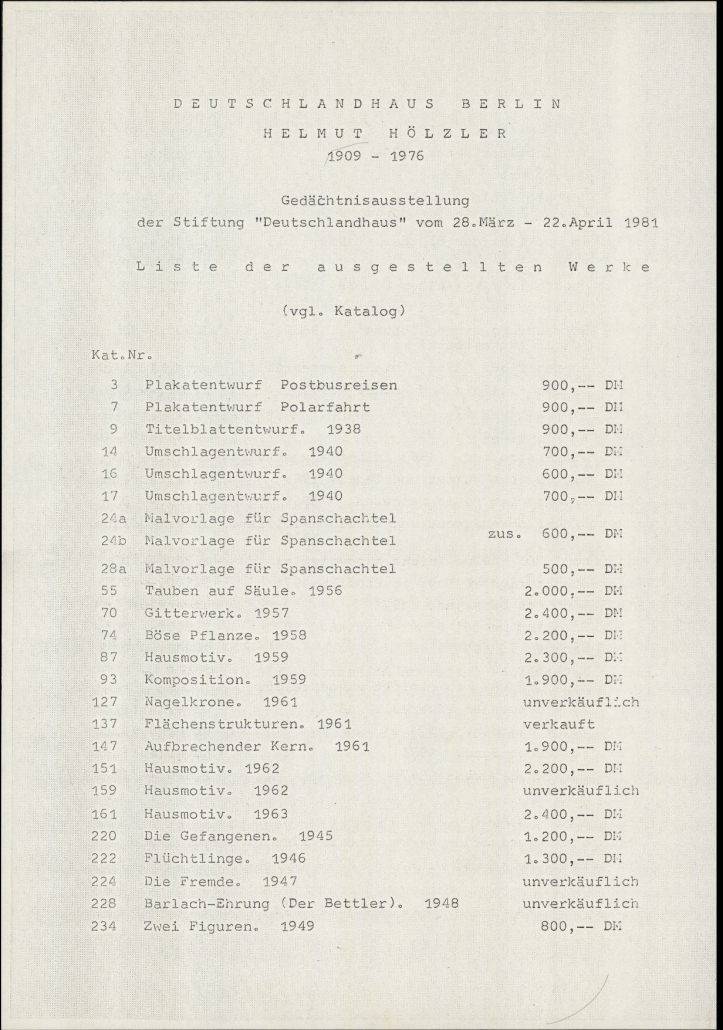 DEUTSCHLANDHAUS BERLIN
HELMUT HÖLZLER
1909 - 1976
Gedächtnisausstellung
der Stiftung "Deutschlandhaus" vom 28.März - 22.April 1981
Liste der ausgestellten Werke
(vgl. Katalog)
Kat.Nr.
3 Plakatentwurf Postbusreisen 900,-- DM
7 Plakatentwurf Polarfahrt 900,-- DM
9 Titelblattentwurf. 1938 900,-- DM
14 Umschlagentwurf. 1940 700,-- DM
16 Umschlagentwurf. 1940 600,-- DM
17 Umschlagentwurf. 1940 700,-- DM
24a Malvorlage für Spanschachtel
24b Malvorlage für Spanschachtel zus. 600,-- DM
28a Malvorlage für Spanschachtel 500,-- DM
55 Tauben auf Säule. 1956 2.000,-- DM
70 Gitterwerk. 1957 2.400,-- DM
74 Böse Pflanze. 1958 2.200,-- DM
87 Hausmotiv. 1959 2.300,-- DM
93 Komposition. 1959 1.900,-- DM
127 Nagelkrone. 1961 unverkäuflich
137 Flächenstrukturen. 1961 verkauft
147 Aufbrechender Kern. 1961 1.900,-- DM
151 Hausmotiv. 1962 2.200,-- DM
159 Hausmotiv. 1962 unverkäuflich
161 Hausmotiv. 1963 2.400,-- DM
220 Die Gefangenen. 1945 1.200,-- DM
222 Flüchtlinge. 1946 1.300,-- DM
224 Die Fremde. 1947 unverkäuflich
228 Barlach-Ehrung (Der Bettler). 1948 unverkäuflich
234 Zwei Figuren. 1949 800,-- DM